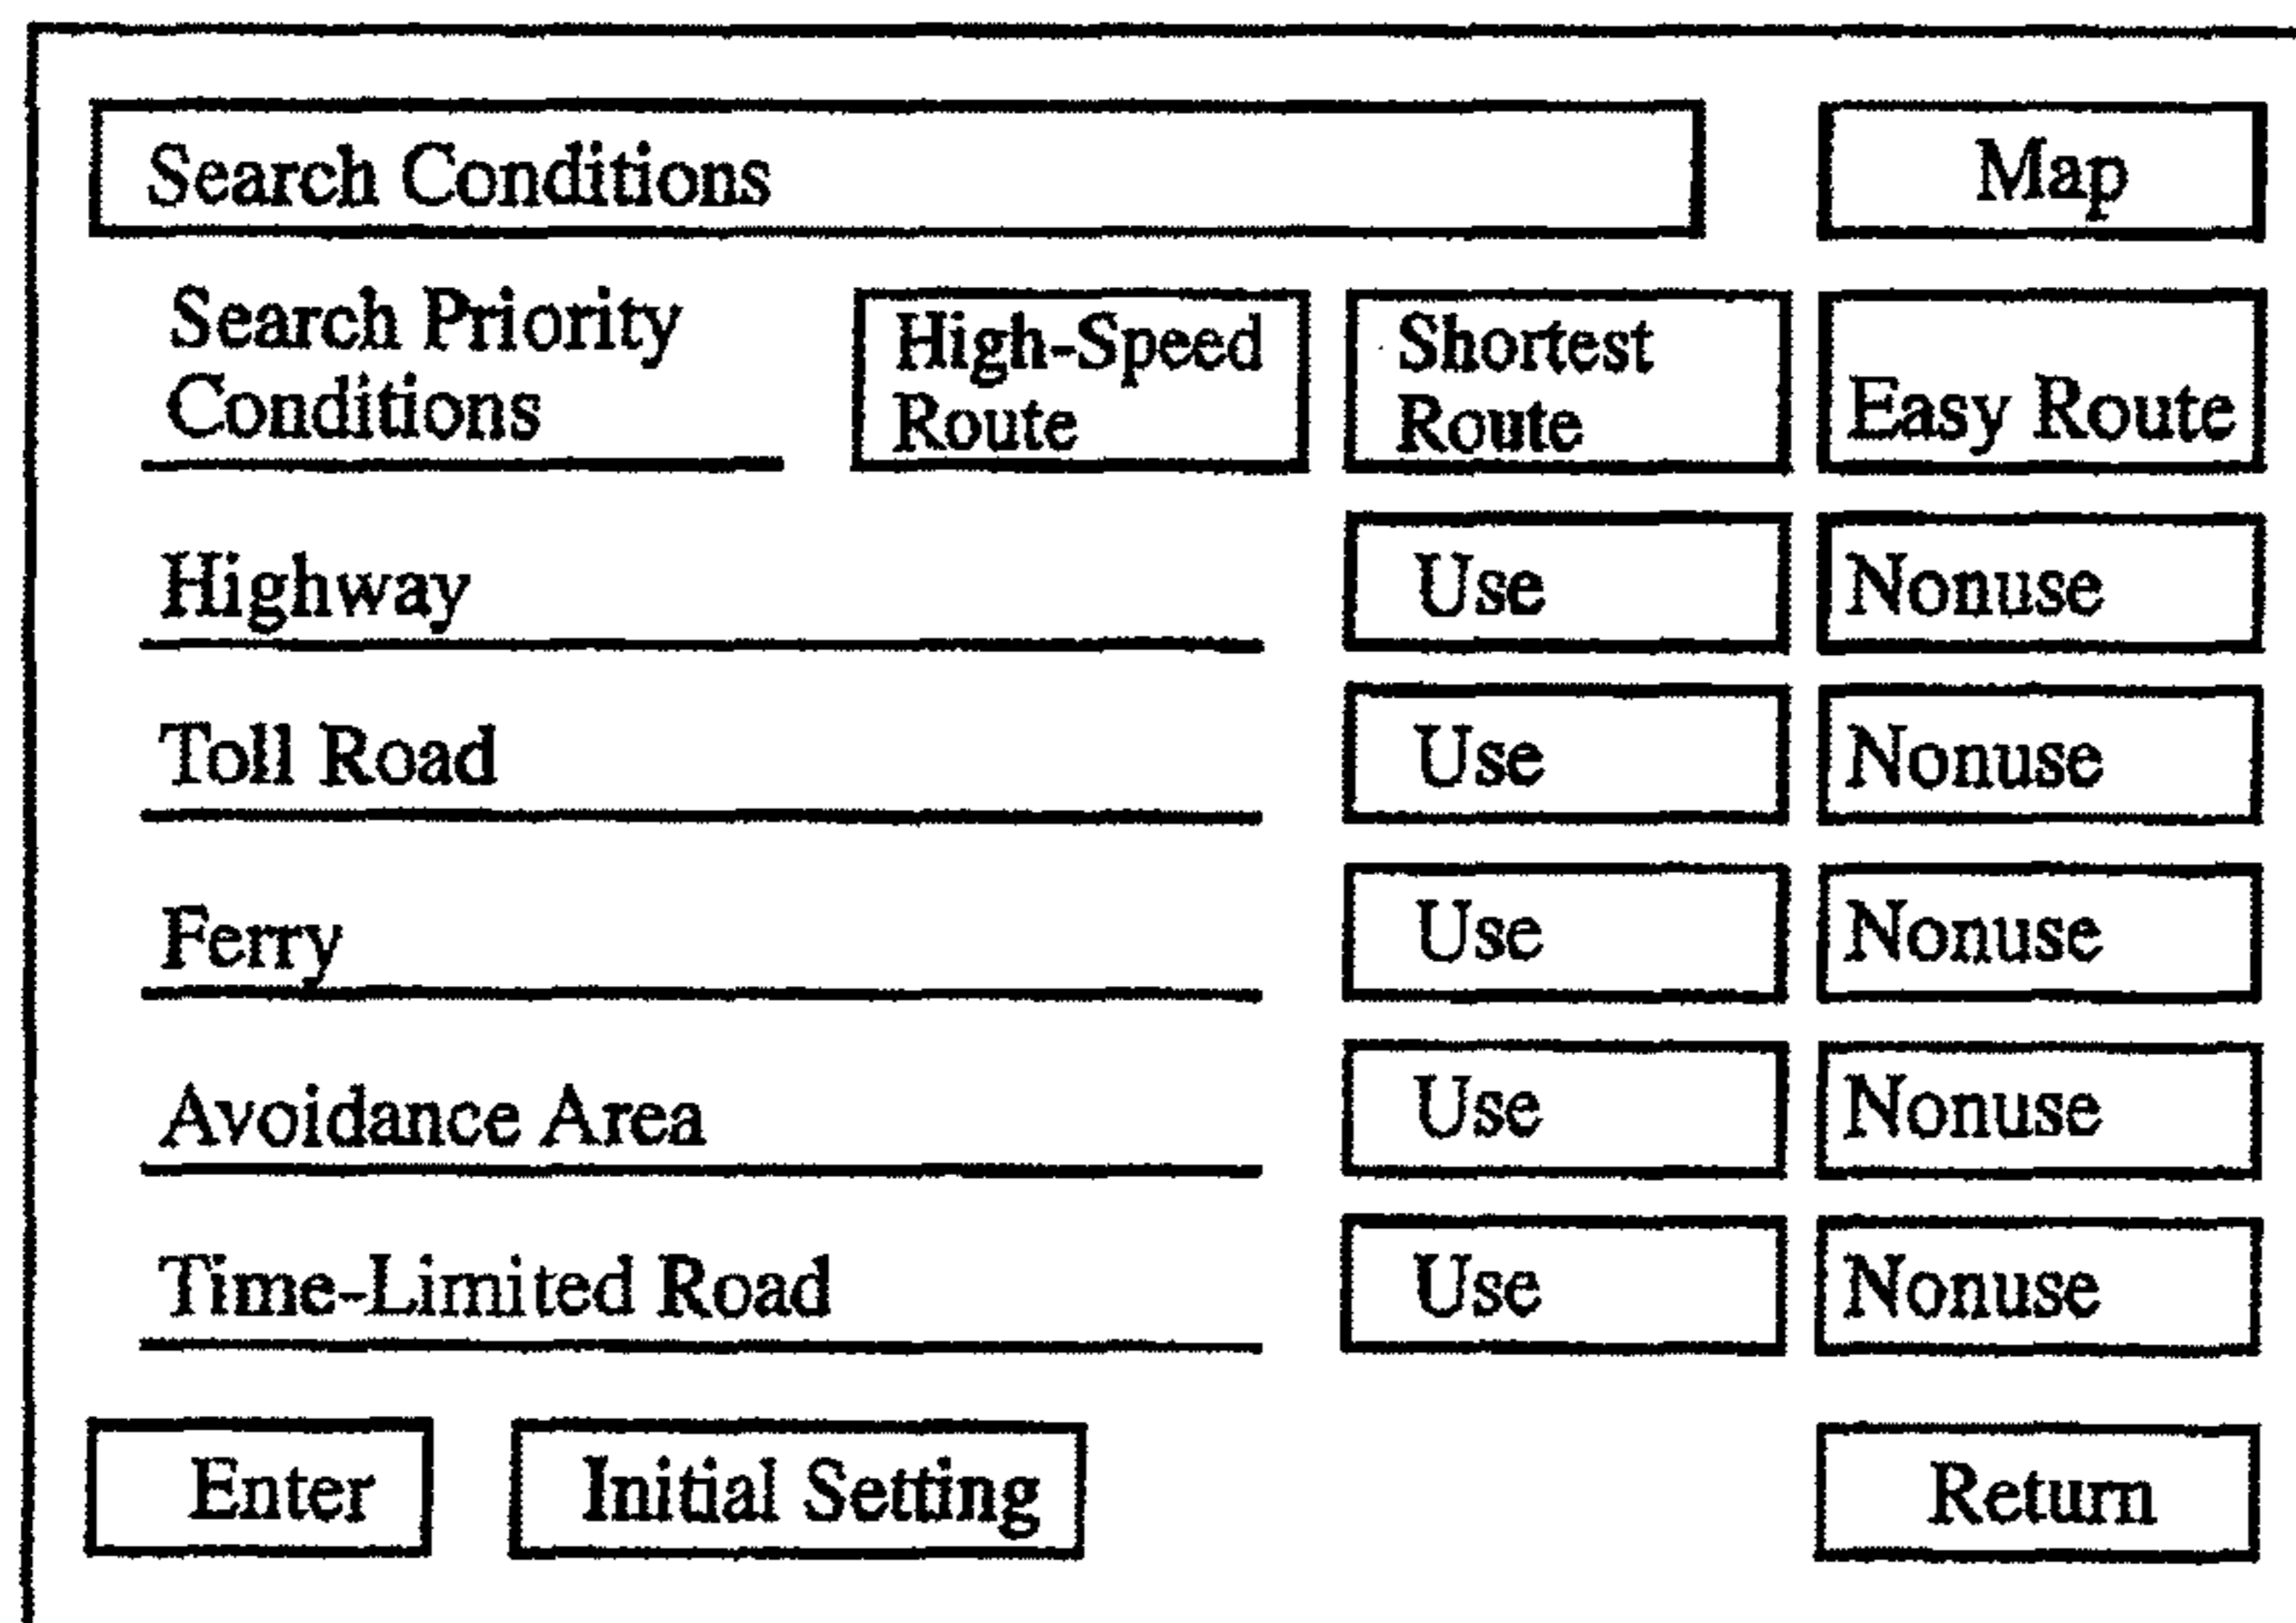 Search Conditions Map
Search Priority
Conditions
High-Speed
Route
Shortest
Route
Easy Route
Highway Use Nonuse
Toll Road Use Nonuse
Ferry Use Nonuse
Avoidance Area Use Nonuse
Time-Limited Road Use Nonuse
Enter Initial Setting Return